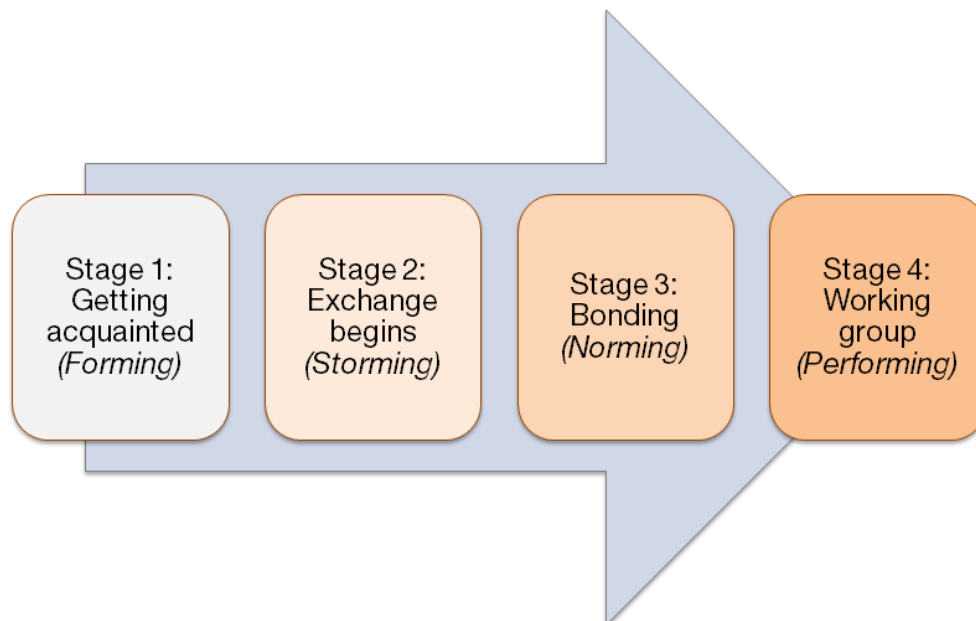 Stage 1:
Getting
acquainted
(Forming)
Stage 2:
Exchange
begins
(Storming)
Stage 3:
Bonding
(Norming)
Stage 4:
Working
group
(Performing)